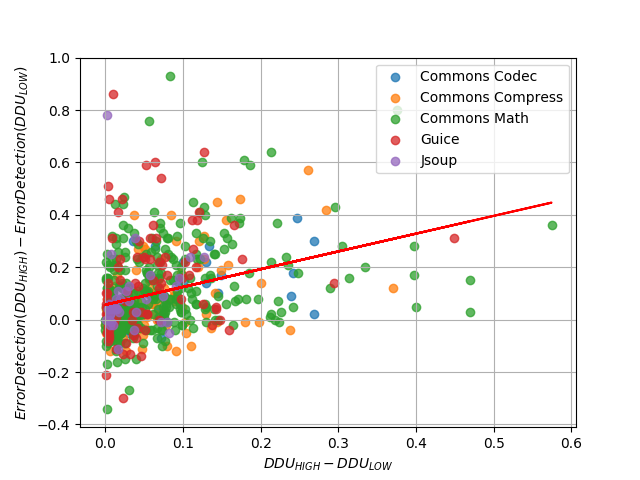 1.0
0.8
0.6
0.4
0.2
0.0
−0.2
−0.4
ErrorDetection(DDU_HIGH) − ErrorDetection(DDU_LOW)
Commons Codec
Commons Compress
Commons Math
Guice
Jsoup
0.0 0.1 0.2 0.3 0.4 0.5 0.6
DDU_HIGH − DDU_LOW